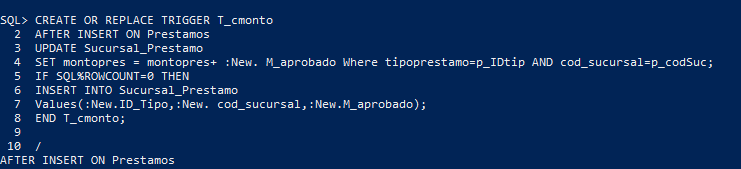 SQL> CREATE OR REPLACE TRIGGER T_cmonto
2 AFTER INSERT ON Prestamos
3 UPDATE Sucursal_Prestamo
4 SET montopres = montopres+ :New. M_aprobado Where tipoprestamo=p_IDtip AND cod_sucursal=p_codSuc;
5 IF SQL%ROWCOUNT=0 THEN
6 INSERT INTO Sucursal_Prestamo
7 Values(:New.ID_Tipo,:New. cod_sucursal,:New.M_aprobado);
8 END T_cmonto;
9
10 /
AFTER INSERT ON Prestamos